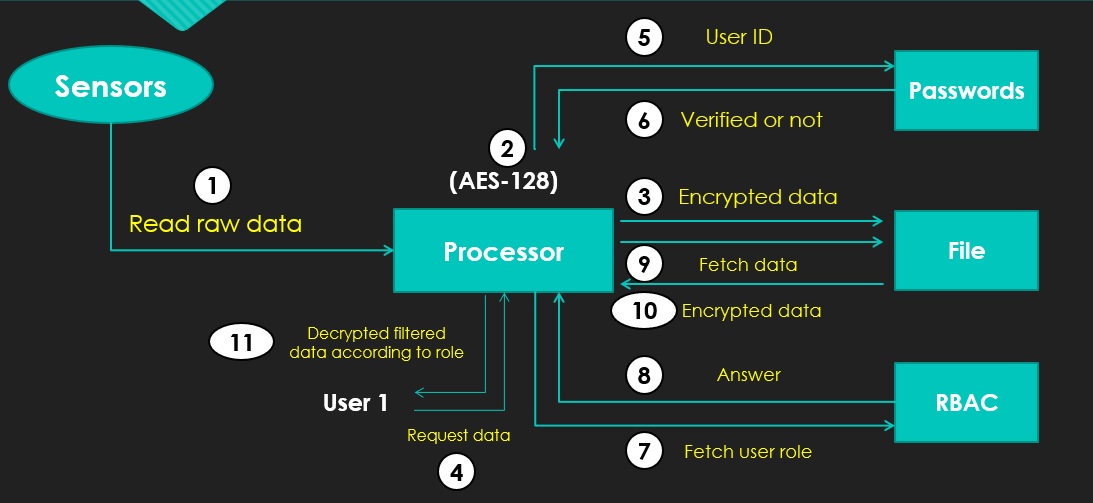 5 User ID
Sensors
Passwords
6 Verified or not
2
(AES-128)
1
Read raw data
3 Encrypted data
Processor
File
9 Fetch data
10 Encrypted data
11 Decrypted filtered
data according to role
8 Answer
User 1
RBAC
Request data
7 Fetch user role
4